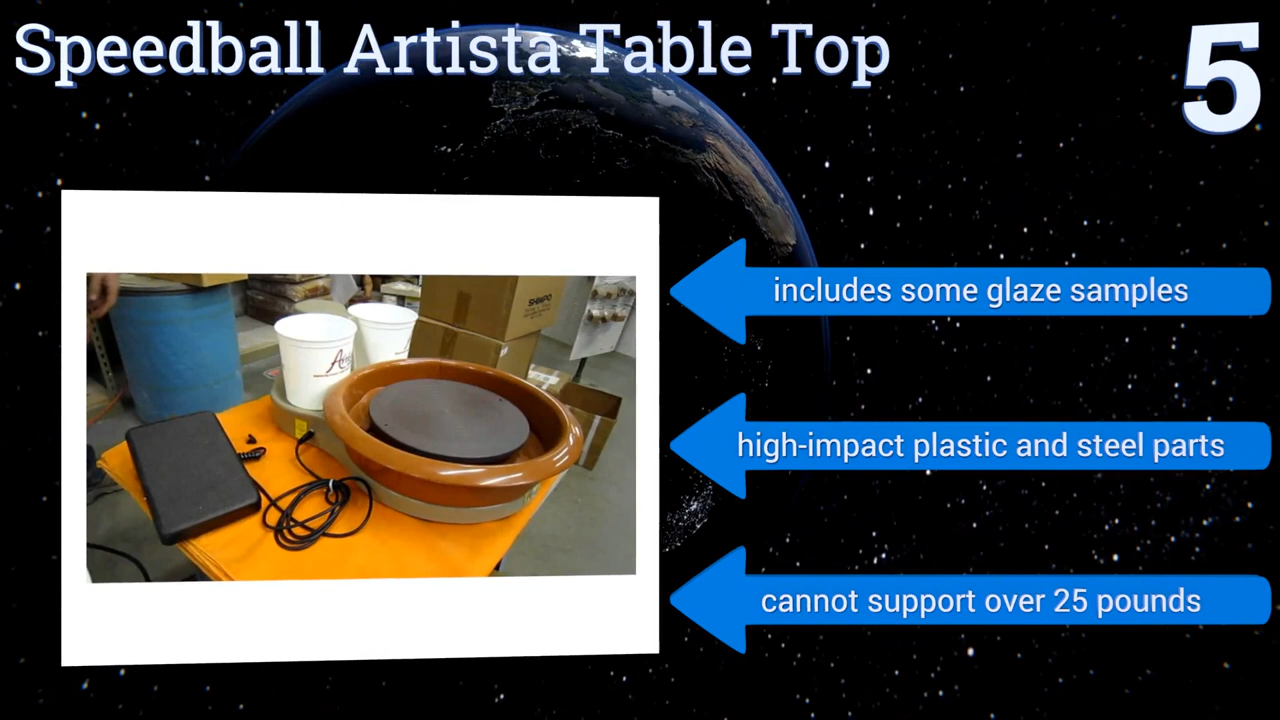 Speedball Artista Table Top
5
includes some glaze samples
SHIMPO
high-impact plastic and steel parts
cannot support over 25 pounds